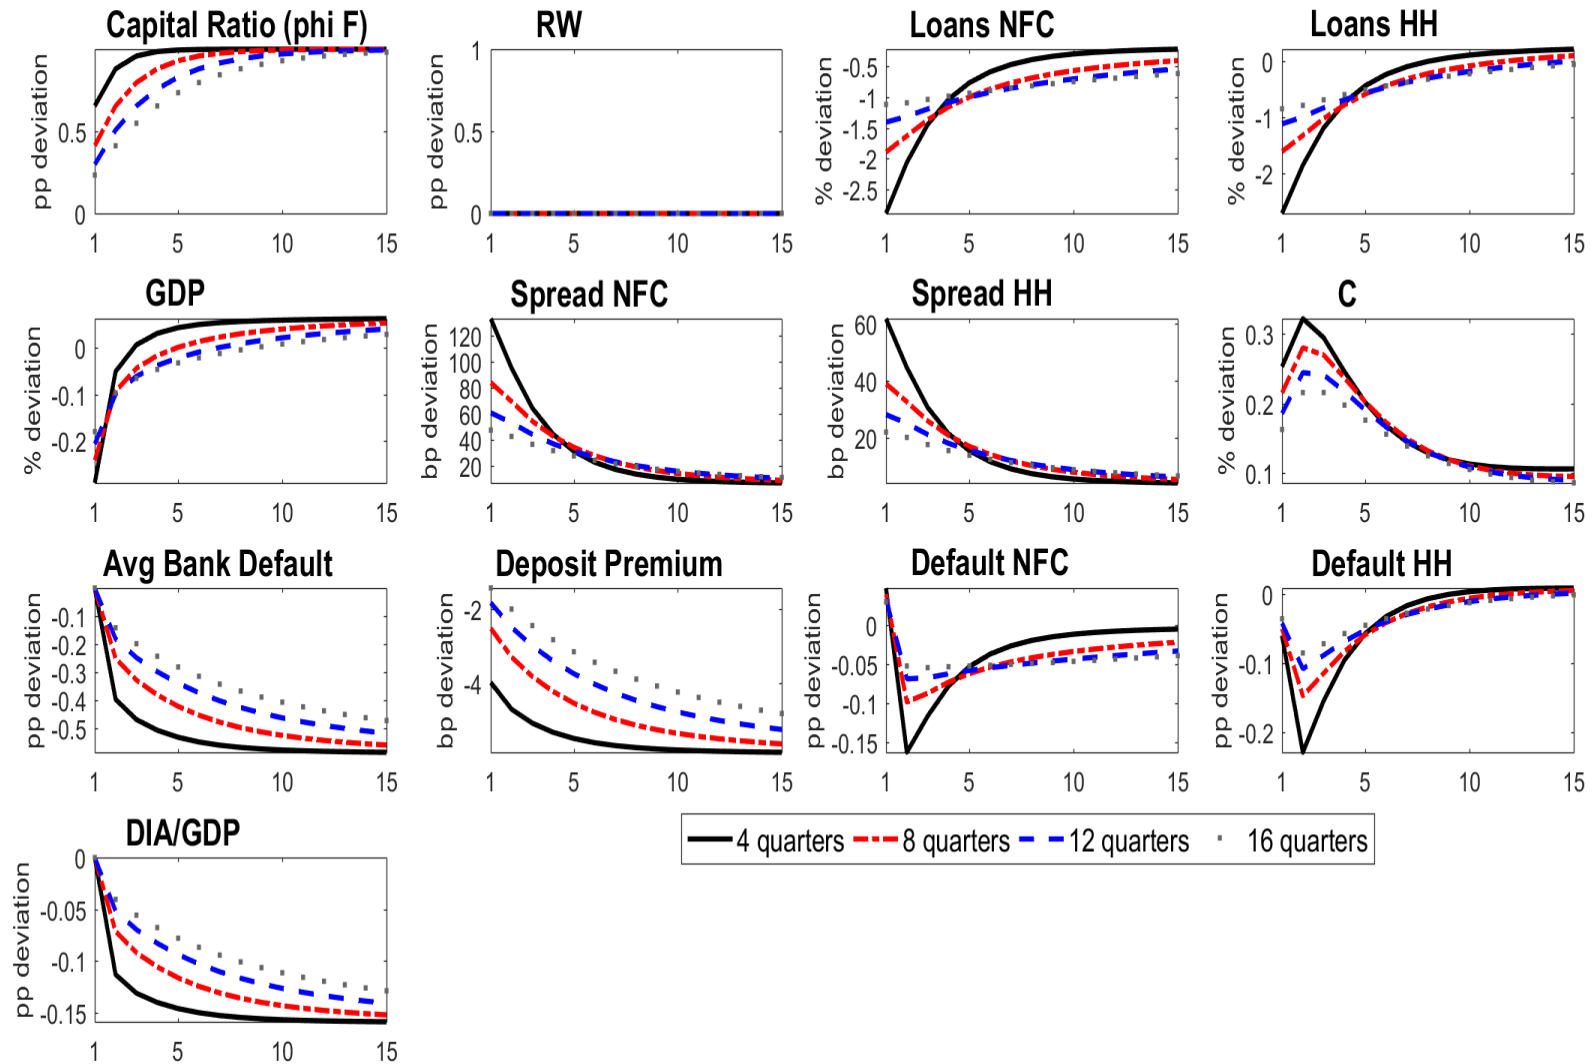 Capital Ratio (phi F)
RW
Loans NFC
Loans HH
pp deviation
0.5
0
1 5 10 15
pp deviation
1
0.5
0
1 5 10 15
% deviation
-0.5
-1
-1.5
-2
-2.5
1 5 10 15
% deviation
0
-1
-2
1 5 10 15
GDP
Spread NFC
Spread HH
C
% deviation
0
-0.1
-0.2
1 5 10 15
bp deviation
120
100
80
60
40
20
1 5 10 15
bp deviation
60
40
20
1 5 10 15
% deviation
0.3
0.2
0.1
1 5 10 15
Avg Bank Default
Deposit Premium
Default NFC
Default HH
pp deviation
-0.1
-0.2
-0.3
-0.4
-0.5
1 5 10 15
bp deviation
-2
-4
1 5 10 15
pp deviation
0
-0.05
-0.1
-0.15
1 5 10 15
pp deviation
0
-0.1
-0.2
1 5 10 15
DIA/GDP
pp deviation
0
-0.05
-0.1
-0.15
1 5 10 15
4 quarters 8 quarters 12 quarters 16 quarters